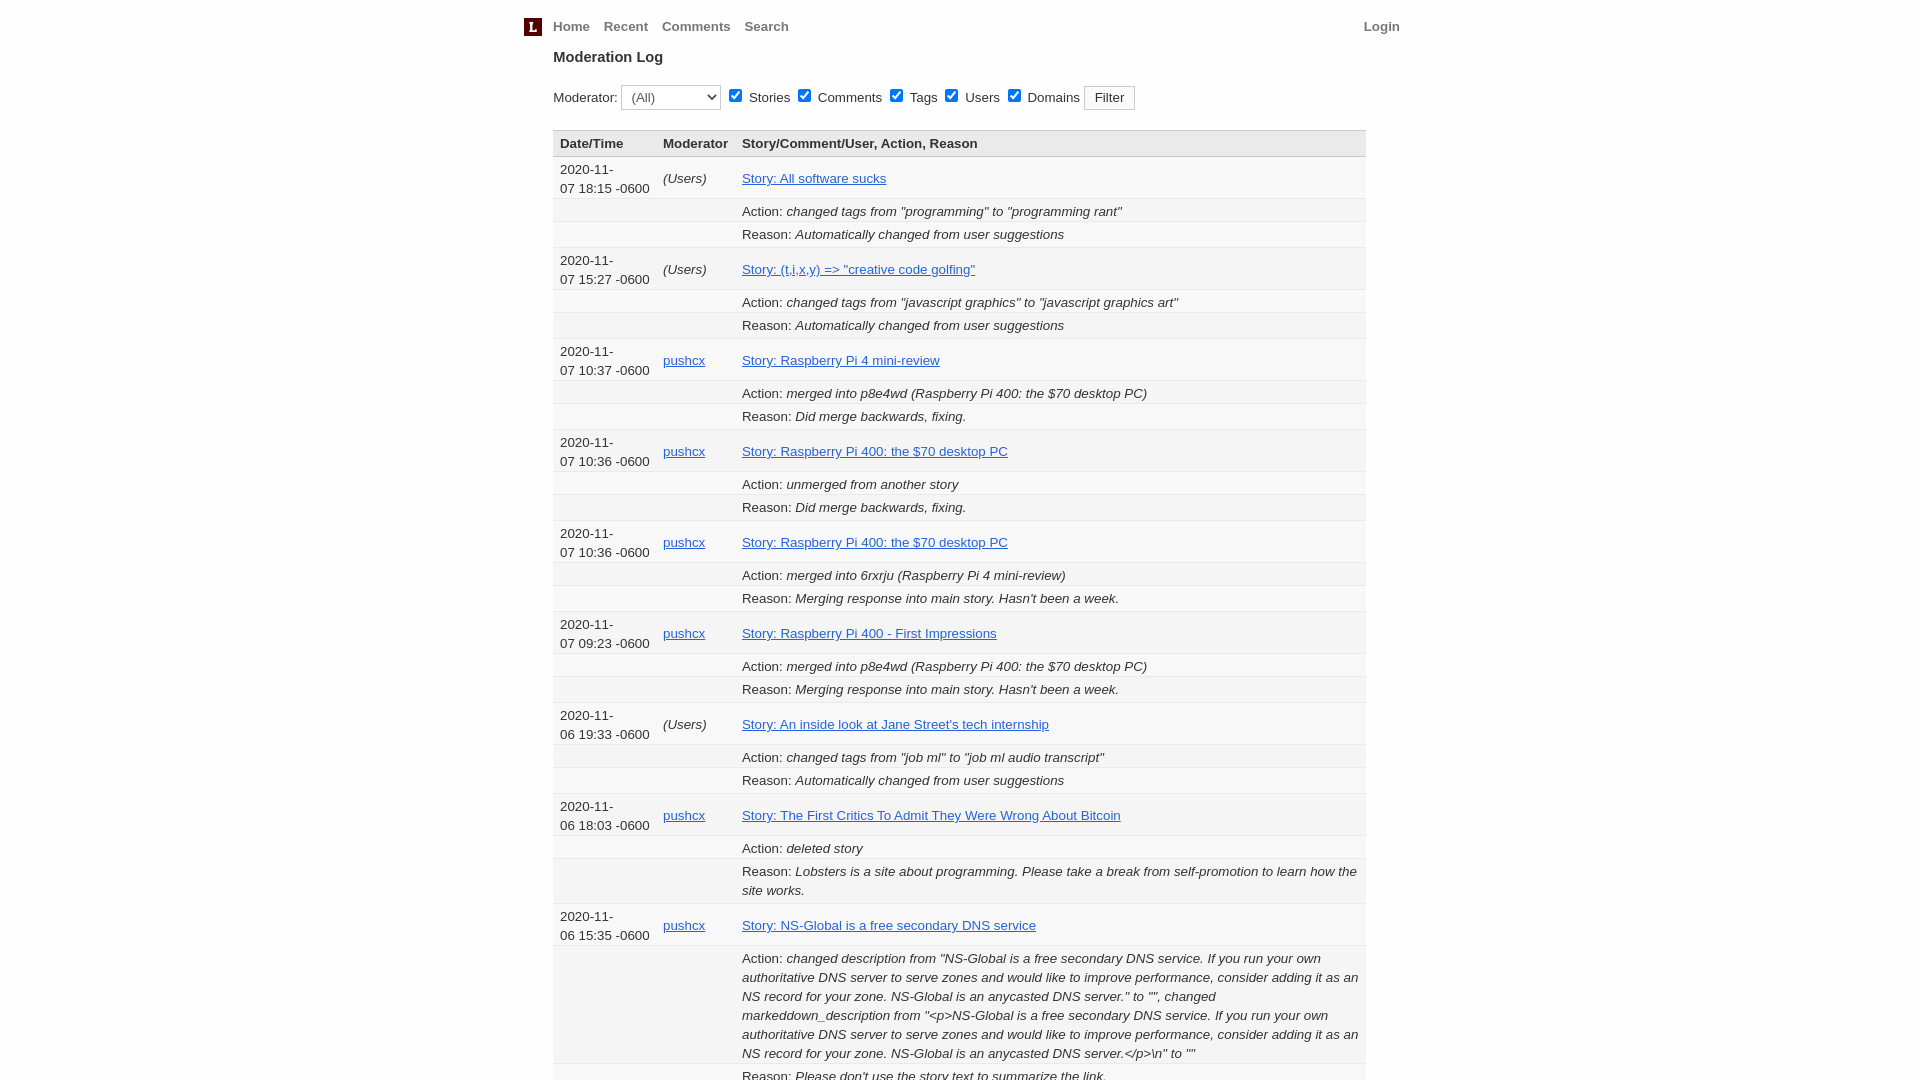 L Home Recent Comments Search Login
Moderation Log
Moderator: (All) Stories Comments Tags Users Domains Filter
Date/Time Moderator Story/Comment/User, Action, Reason
2020-11-
07 18:15 -0600 (Users) Story: All software sucks
Action: changed tags from "programming" to "programming rant"
Reason: Automatically changed from user suggestions
2020-11-
07 15:27 -0600 (Users) Story: (t,i,x,y) => "creative code golfing"
Action: changed tags from "javascript graphics" to "javascript graphics art"
Reason: Automatically changed from user suggestions
2020-11-
07 10:37 -0600 pushcx Story: Raspberry Pi 4 mini-review
Action: merged into p8e4wd (Raspberry Pi 400: the $70 desktop PC)
Reason: Did merge backwards, fixing.
2020-11-
07 10:36 -0600 pushcx Story: Raspberry Pi 400: the $70 desktop PC
Action: unmerged from another story
Reason: Did merge backwards, fixing.
2020-11-
07 10:36 -0600 pushcx Story: Raspberry Pi 400: the $70 desktop PC
Action: merged into 6rxrju (Raspberry Pi 4 mini-review)
Reason: Merging response into main story. Hasn't been a week.
2020-11-
07 09:23 -0600 pushcx Story: Raspberry Pi 400 - First Impressions
Action: merged into p8e4wd (Raspberry Pi 400: the $70 desktop PC)
Reason: Merging response into main story. Hasn't been a week.
2020-11-
06 19:33 -0600 (Users) Story: An inside look at Jane Street's tech internship
Action: changed tags from "job ml" to "job ml audio transcript"
Reason: Automatically changed from user suggestions
2020-11-
06 18:03 -0600 pushcx Story: The First Critics To Admit They Were Wrong About Bitcoin
Action: deleted story
Reason: Lobsters is a site about programming. Please take a break from self-promotion to learn how the
site works.
2020-11-
06 15:35 -0600 pushcx Story: NS-Global is a free secondary DNS service
Action: changed description from "NS-Global is a free secondary DNS service. If you run your own
authoritative DNS server to serve zones and would like to improve performance, consider adding it as an
NS record for your zone. NS-Global is an anycasted DNS server." to "", changed
markeddown_description from "<p>NS-Global is a free secondary DNS service. If you run your own
authoritative DNS server to serve zones and would like to improve performance, consider adding it as an
NS record for your zone. NS-Global is an anycasted DNS server.</p>\n" to ""
Reason: Please don't use the story text to summarize the link.